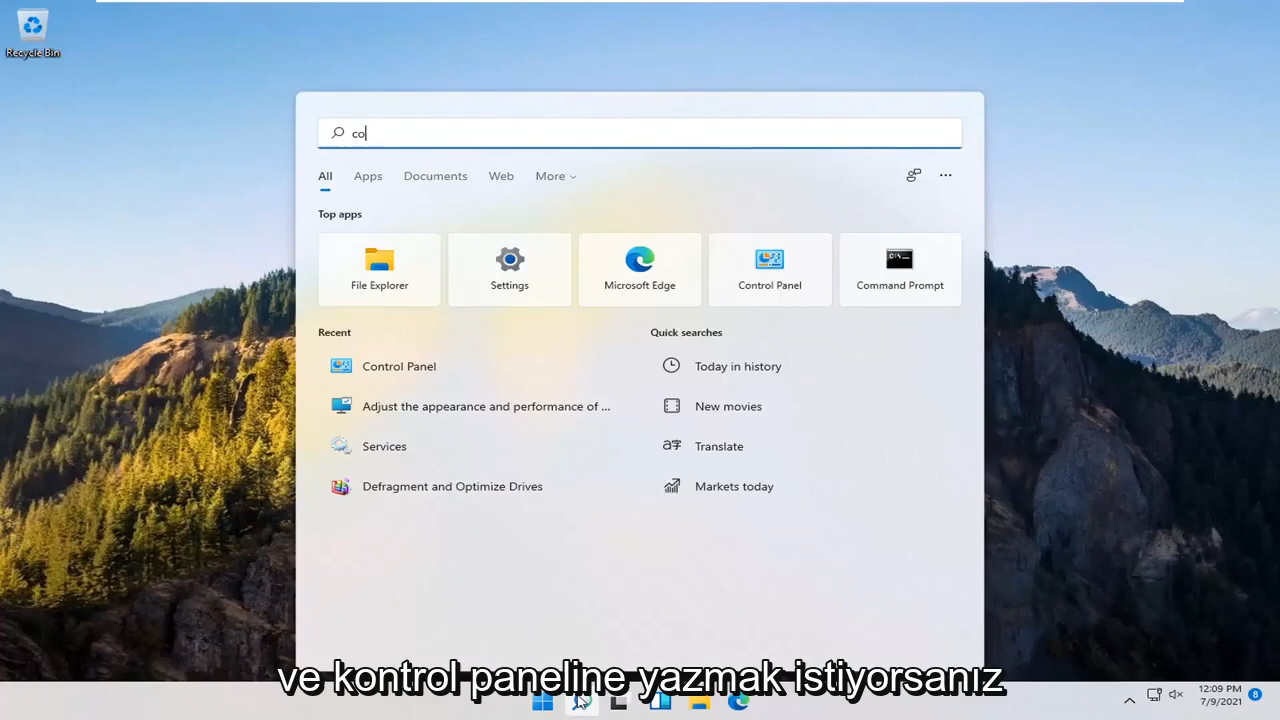 Recycle Bin
co
All Apps Documents Web More
Top apps
File Explorer Settings Microsoft Edge Control Panel Command Prompt
Recent Quick searches
Control Panel Today in history
Adjust the appearance and performance of ... New movies
Services Translate
Defragment and Optimize Drives Markets today
ve kontrol paneline yazmak istiyorsanız
12:09 PM
7/9/2021
8